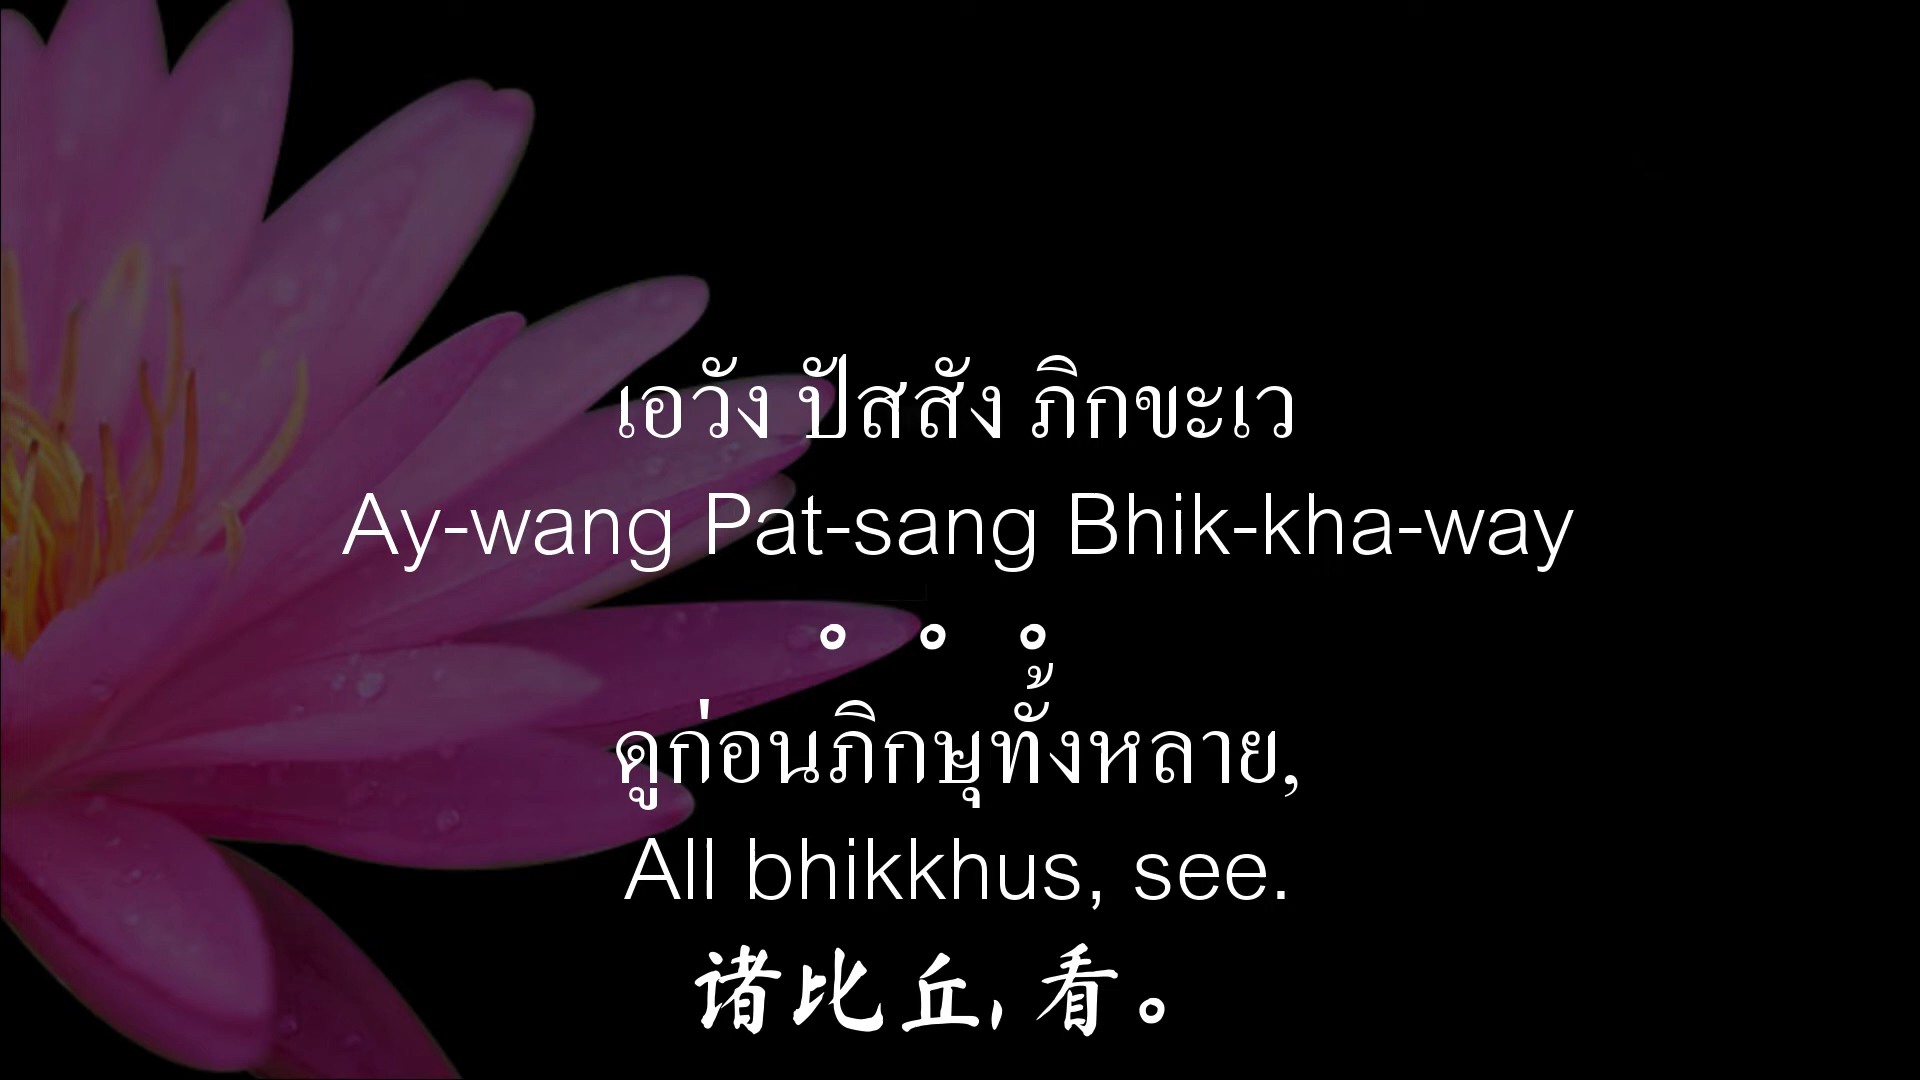 เอวัง ปัสสัง ภิกขะเว
Ay-wang Pat-sang Bhik-kha-way
。。。
ดูก่อนภิกษุทั้งหลาย,
All bhikkhus, see.
诸比丘,看。